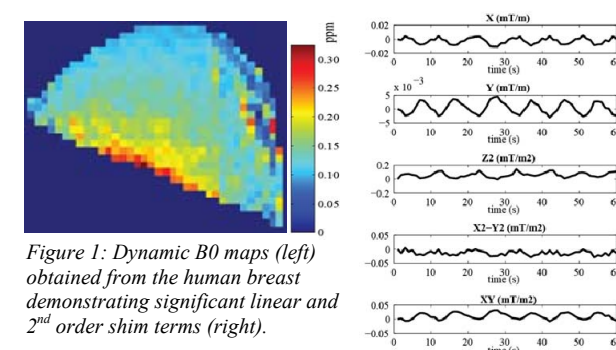 ppm
0.30
0.25
0.20
0.15
0.10
0.05
0
Figure 1: Dynamic B0 maps (left)
obtained from the human breast
demonstrating significant linear and
2nd order shim terms (right).
X (mT/m)
0.02
0
-0.02
0 10 20 30 40 50 60
time (s)
Y (mT/m)
x 10⁻³
5
0
-5
0 10 20 30 40 50
time (s)
Z2 (mT/m2)
0.2
0
-0.2
0 10 20 30 40 50 60
time (s)
X2-Y2 (mT/m2)
0.05
0
-0.05
0 10 20 30 40 50
time (s)
XY (mT/m2)
0.05
0
-0.05
0 10 20 30 40 50
time (s)